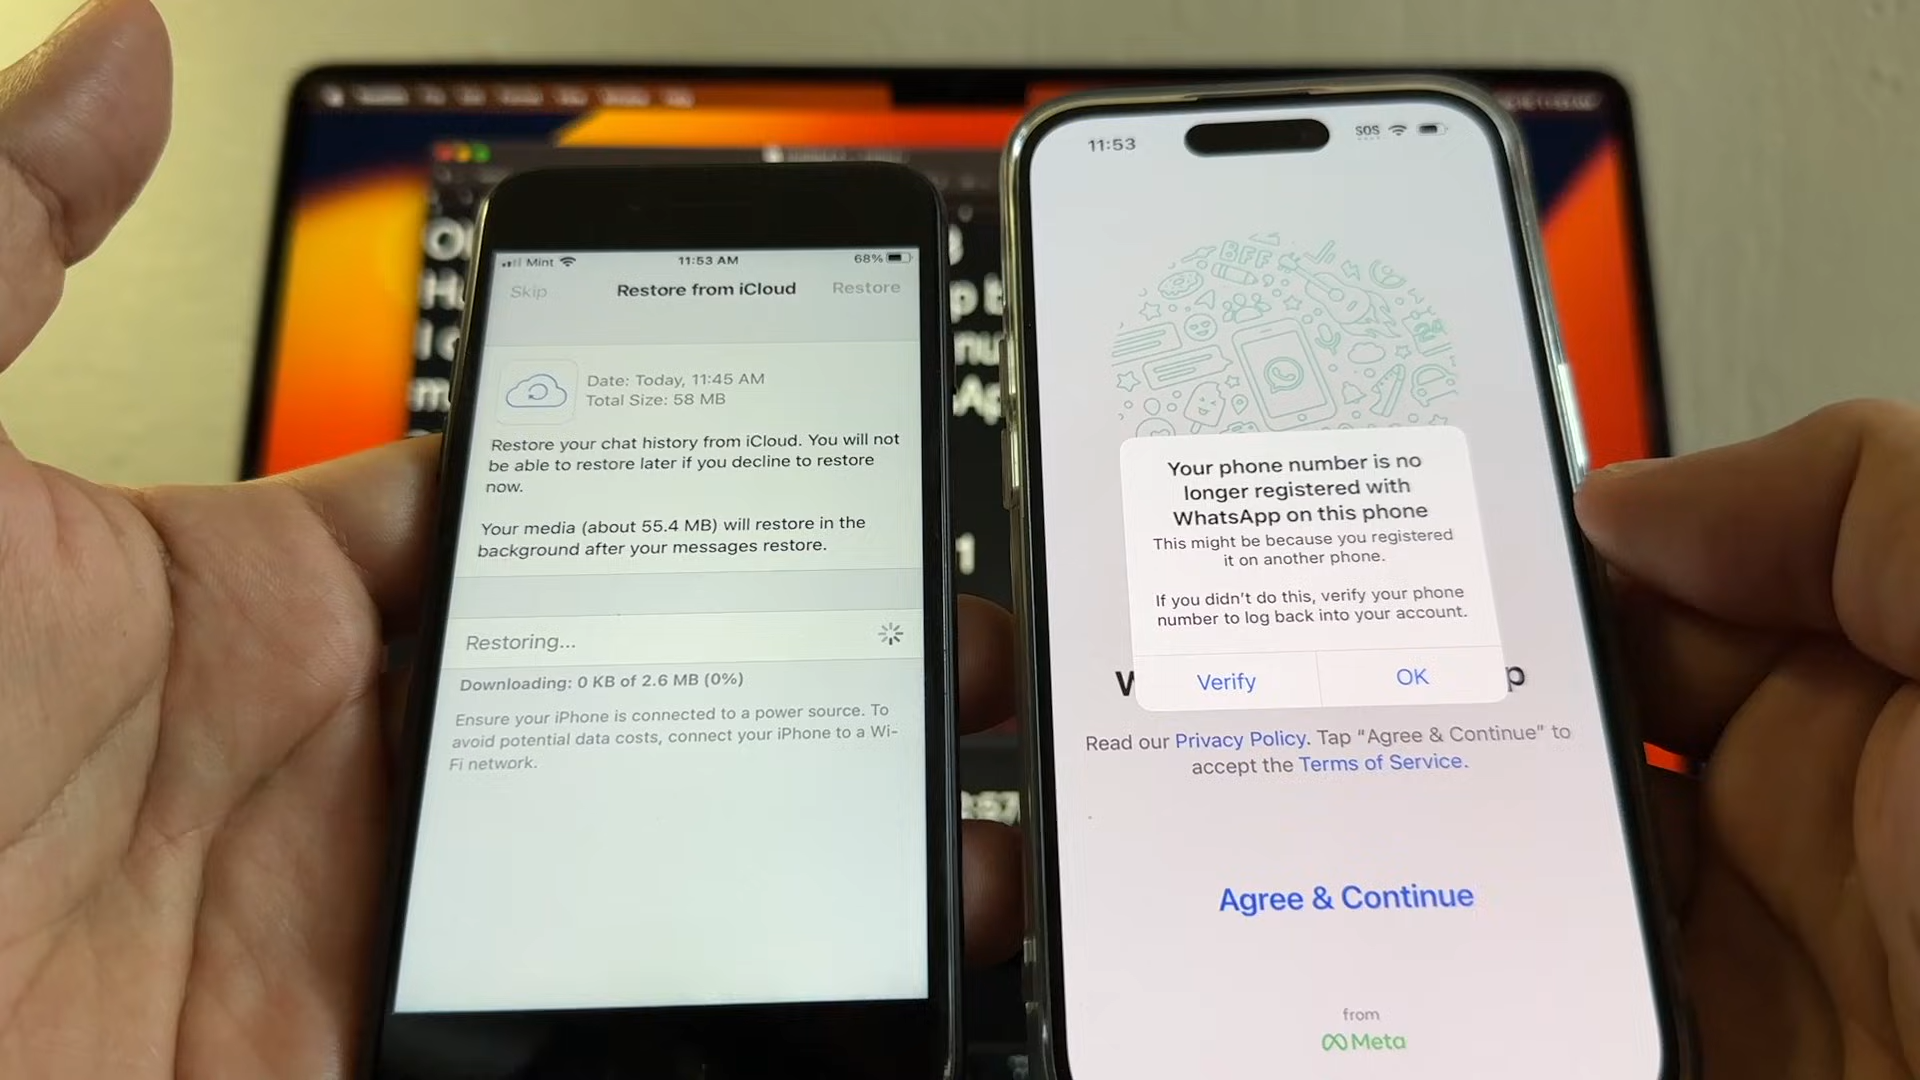 Mint
11:53 AM
68%
Skip
Restore from iCloud
Restore
Date: Today, 11:45 AM
Total Size: 58 MB
Restore your chat history from iCloud. You will not
be able to restore later if you decline to restore
now.
Your media (about 55.4 MB) will restore in the
background after your messages restore.
Restoring...
Downloading: 0 KB of 2.6 MB (0%)
Ensure your iPhone is connected to a power source. To
avoid potential data costs, connect your iPhone to a Wi-
Fi network.
11:53
SOS
BFF
Your phone number is no
longer registered with
WhatsApp on this phone
This might be because you registered
it on another phone.
If you didn't do this, verify your phone
number to log back into your account.
Verify
OK
Read our Privacy Policy. Tap “Agree & Continue” to
accept the Terms of Service.
Agree & Continue
from
Meta